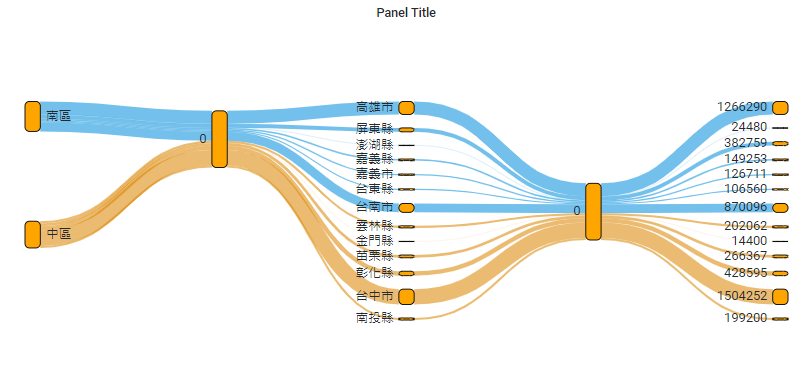 Panel Title
南區
中區
0
高雄市
屏東縣
澎湖縣
嘉義縣
嘉義市
台東縣
台南市
雲林縣
金門縣
苗栗縣
彰化縣
台中市
南投縣
0
1266290
24480
382759
149253
126711
106560
870096
202062
14400
266367
428595
1504252
199200